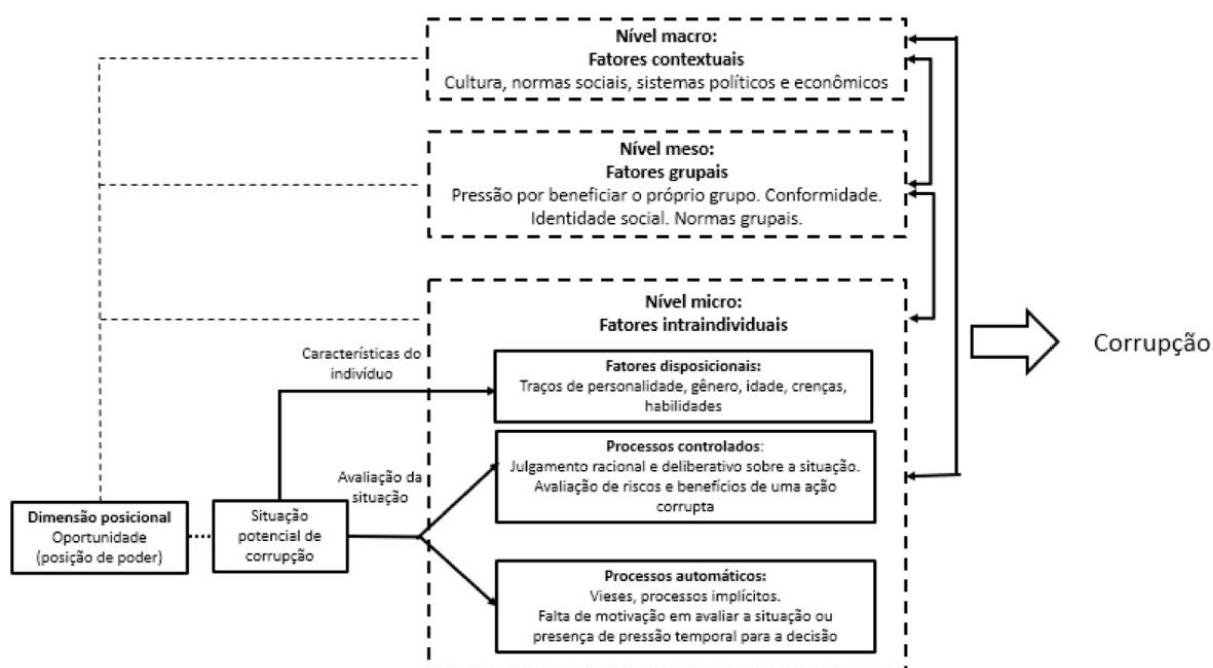 Nível macro:
Fatores contextuais
Cultura, normas sociais, sistemas políticos e econômicos
Nível meso:
Fatores grupais
Pressão por beneficiar o próprio grupo. Conformidade.
Identidade social. Normas grupais.
Nível micro:
Fatores intraindividuais
Corrupção
Características do
indivíduo
Fatores disposicionais:
Traços de personalidade, gênero, idade, crenças,
habilidades
Processos controlados:
Julgamento racional e deliberativo sobre a situação.
Avaliação de riscos e benefícios de uma ação
corrupta
Avaliação da
situação
Dimensão posicional
Oportunidade
(posição de poder)
Situação
potencial de
corrupção
Processos automáticos:
Vieses, processos implícitos.
Falta de motivação em avaliar a situação ou
presença de pressão temporal para a decisão